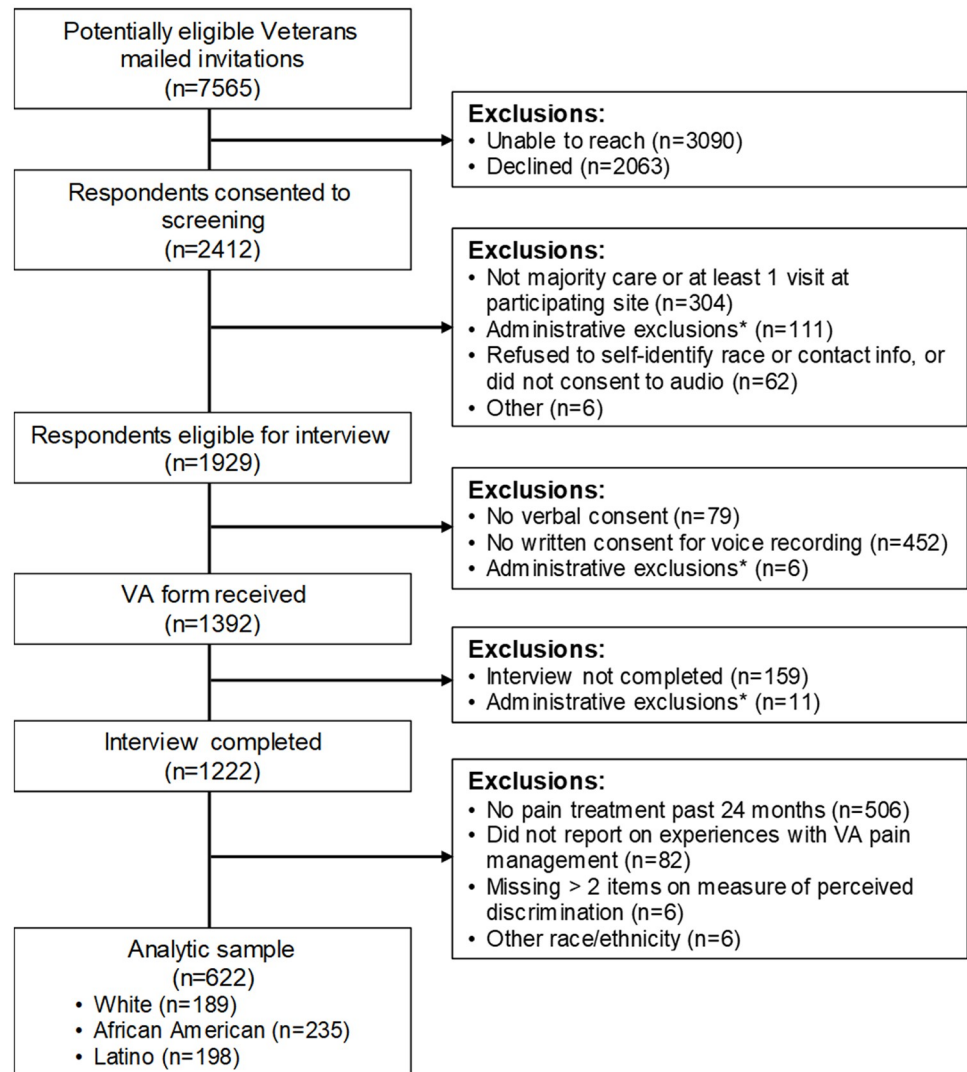 Potentially eligible Veterans
mailed invitations
(n=7565)
Exclusions:
• Unable to reach (n=3090)
• Declined (n=2063)
Respondents consented to
screening
(n=2412)
Exclusions:
• Not majority care or at least 1 visit at
participating site (n=304)
• Administrative exclusions* (n=111)
• Refused to self-identify race or contact info, or
did not consent to audio (n=62)
• Other (n=6)
Respondents eligible for interview
(n=1929)
Exclusions:
• No verbal consent (n=79)
• No written consent for voice recording (n=452)
• Administrative exclusions* (n=6)
VA form received
(n=1392)
Exclusions:
• Interview not completed (n=159)
• Administrative exclusions* (n=11)
Interview completed
(n=1222)
Exclusions:
• No pain treatment past 24 months (n=506)
• Did not report on experiences with VA pain
management (n=82)
• Missing > 2 items on measure of perceived
discrimination (n=6)
• Other race/ethnicity (n=6)
Analytic sample
(n=622)
• White (n=189)
• African American (n=235)
• Latino (n=198)